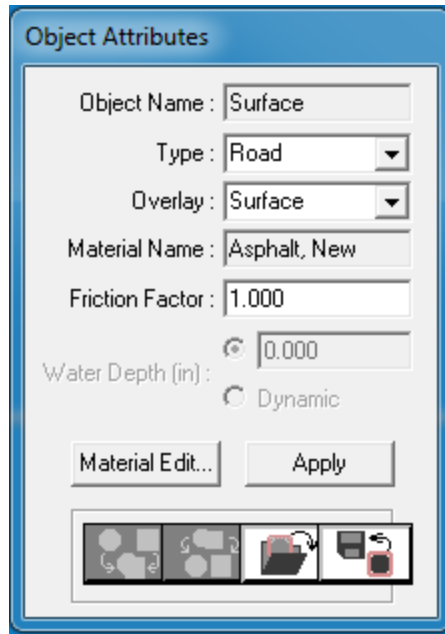 Object Attributes
Object Name : Surface
Type : Road
Overlay : Surface
Material Name : Asphalt, New
Friction Factor : 1.000
0.000
Water Depth (in) :
Dynamic
Material Edit... Apply